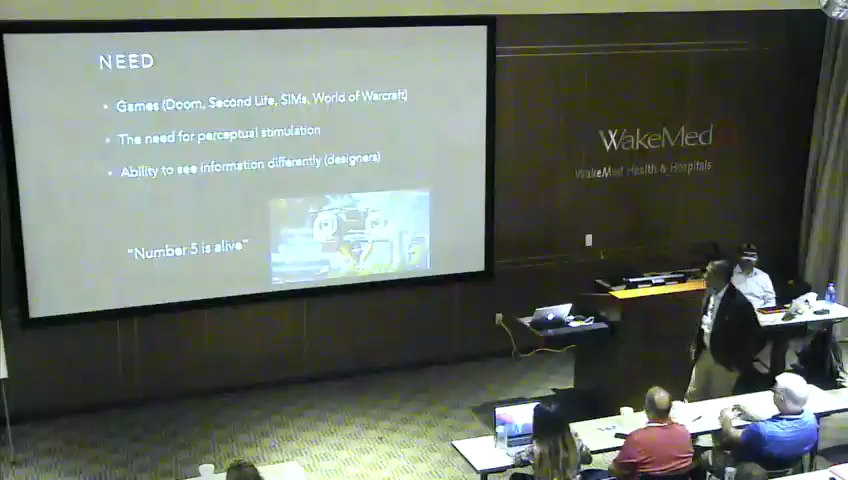 NEED
Games (Doom, Second Life, SIMs, World of Warcraft)
The need for perceptual stimulation
Ability to see information differently (designers)
"Number 5 is alive"
WakeMed
WakeMed Health & Hospitals